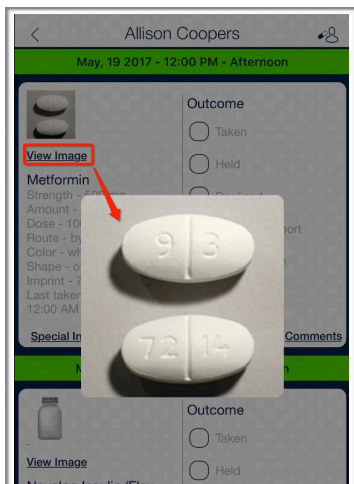 Allison Coopers
May, 19 2017 - 12:00 PM - Afternoon
Outcome
Taken
View Image
Held
Metformin
Strength -
Amount -
Dose -
Route - by
Color -
Shape -
Imprint - 7
Last taken
12:00 AM
9 3
72 14
Special
Comments
Outcome
Taken
View Image
Held